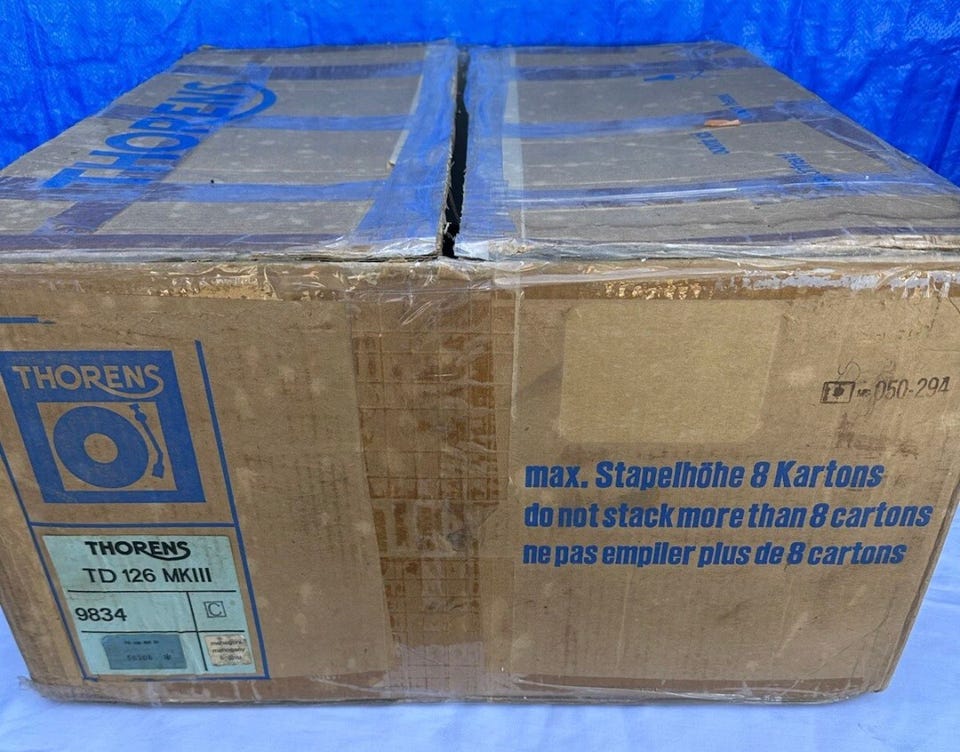 THORENS
THORENS
THORENS
TD 126 MKIII
9834
C
mahogany
050-294
max. Stapelhöhe 8 Kartons
do not stack more than 8 cartons
ne pas empiler plus de 8 cartons